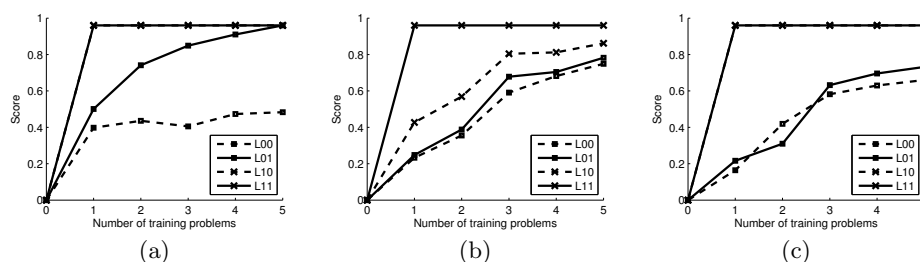 1
0.8
0.6
0.4
0.2
0
Score
0 1 2 3 4 5
Number of training problems
L00
L01
L10
L11
(a)
1
0.8
0.6
0.4
0.2
0
Score
0 1 2 3 4 5
Number of training problems
L00
L01
L10
L11
(b)
1
0.8
0.6
0.4
0.2
0
Score
0 1 2 3 4
Number of training problems
L00
L01
L10
L11
(c)